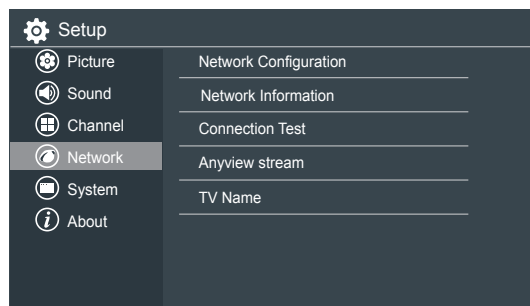 Setup
Picture
Sound
Channel
Network
System
About
Network Configuration
Network Information
Connection Test
Anyview stream
TV Name